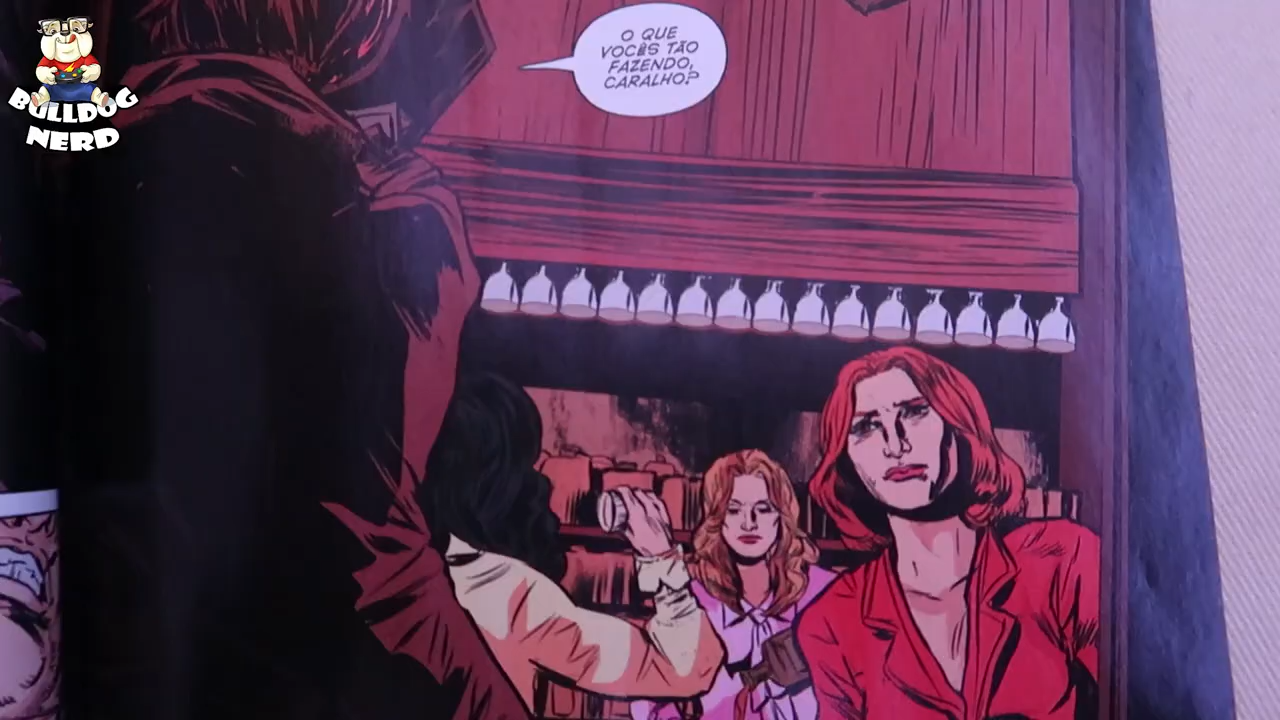 BULLDOG
NERD
O QUE
VOCÊS TÃO
FAZENDO,
CARALHO?